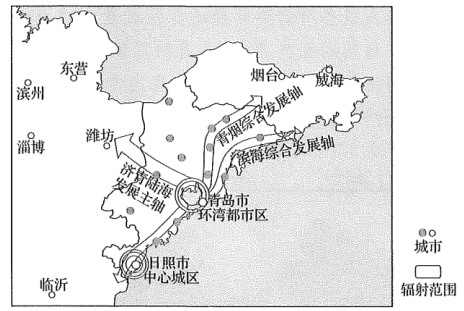 东营
滨州
烟台
威海
淄博
潍坊
青烟综合发展轴
滨海综合发展轴
济青陆海
发展主轴
青岛市
环湾都市区
日照市
中心城区
临沂
城市
辐射范围